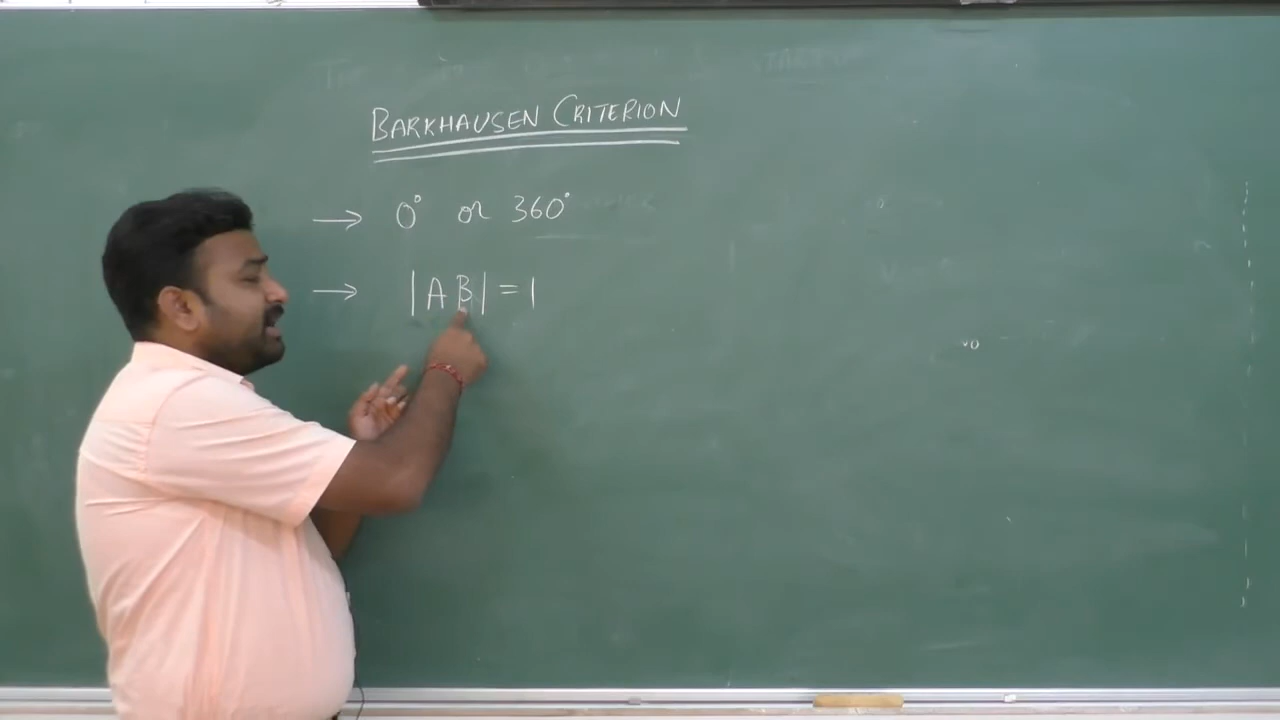 BARKHAUSEN CRITERION
→ 0° or 360°
→ |AB| = 1